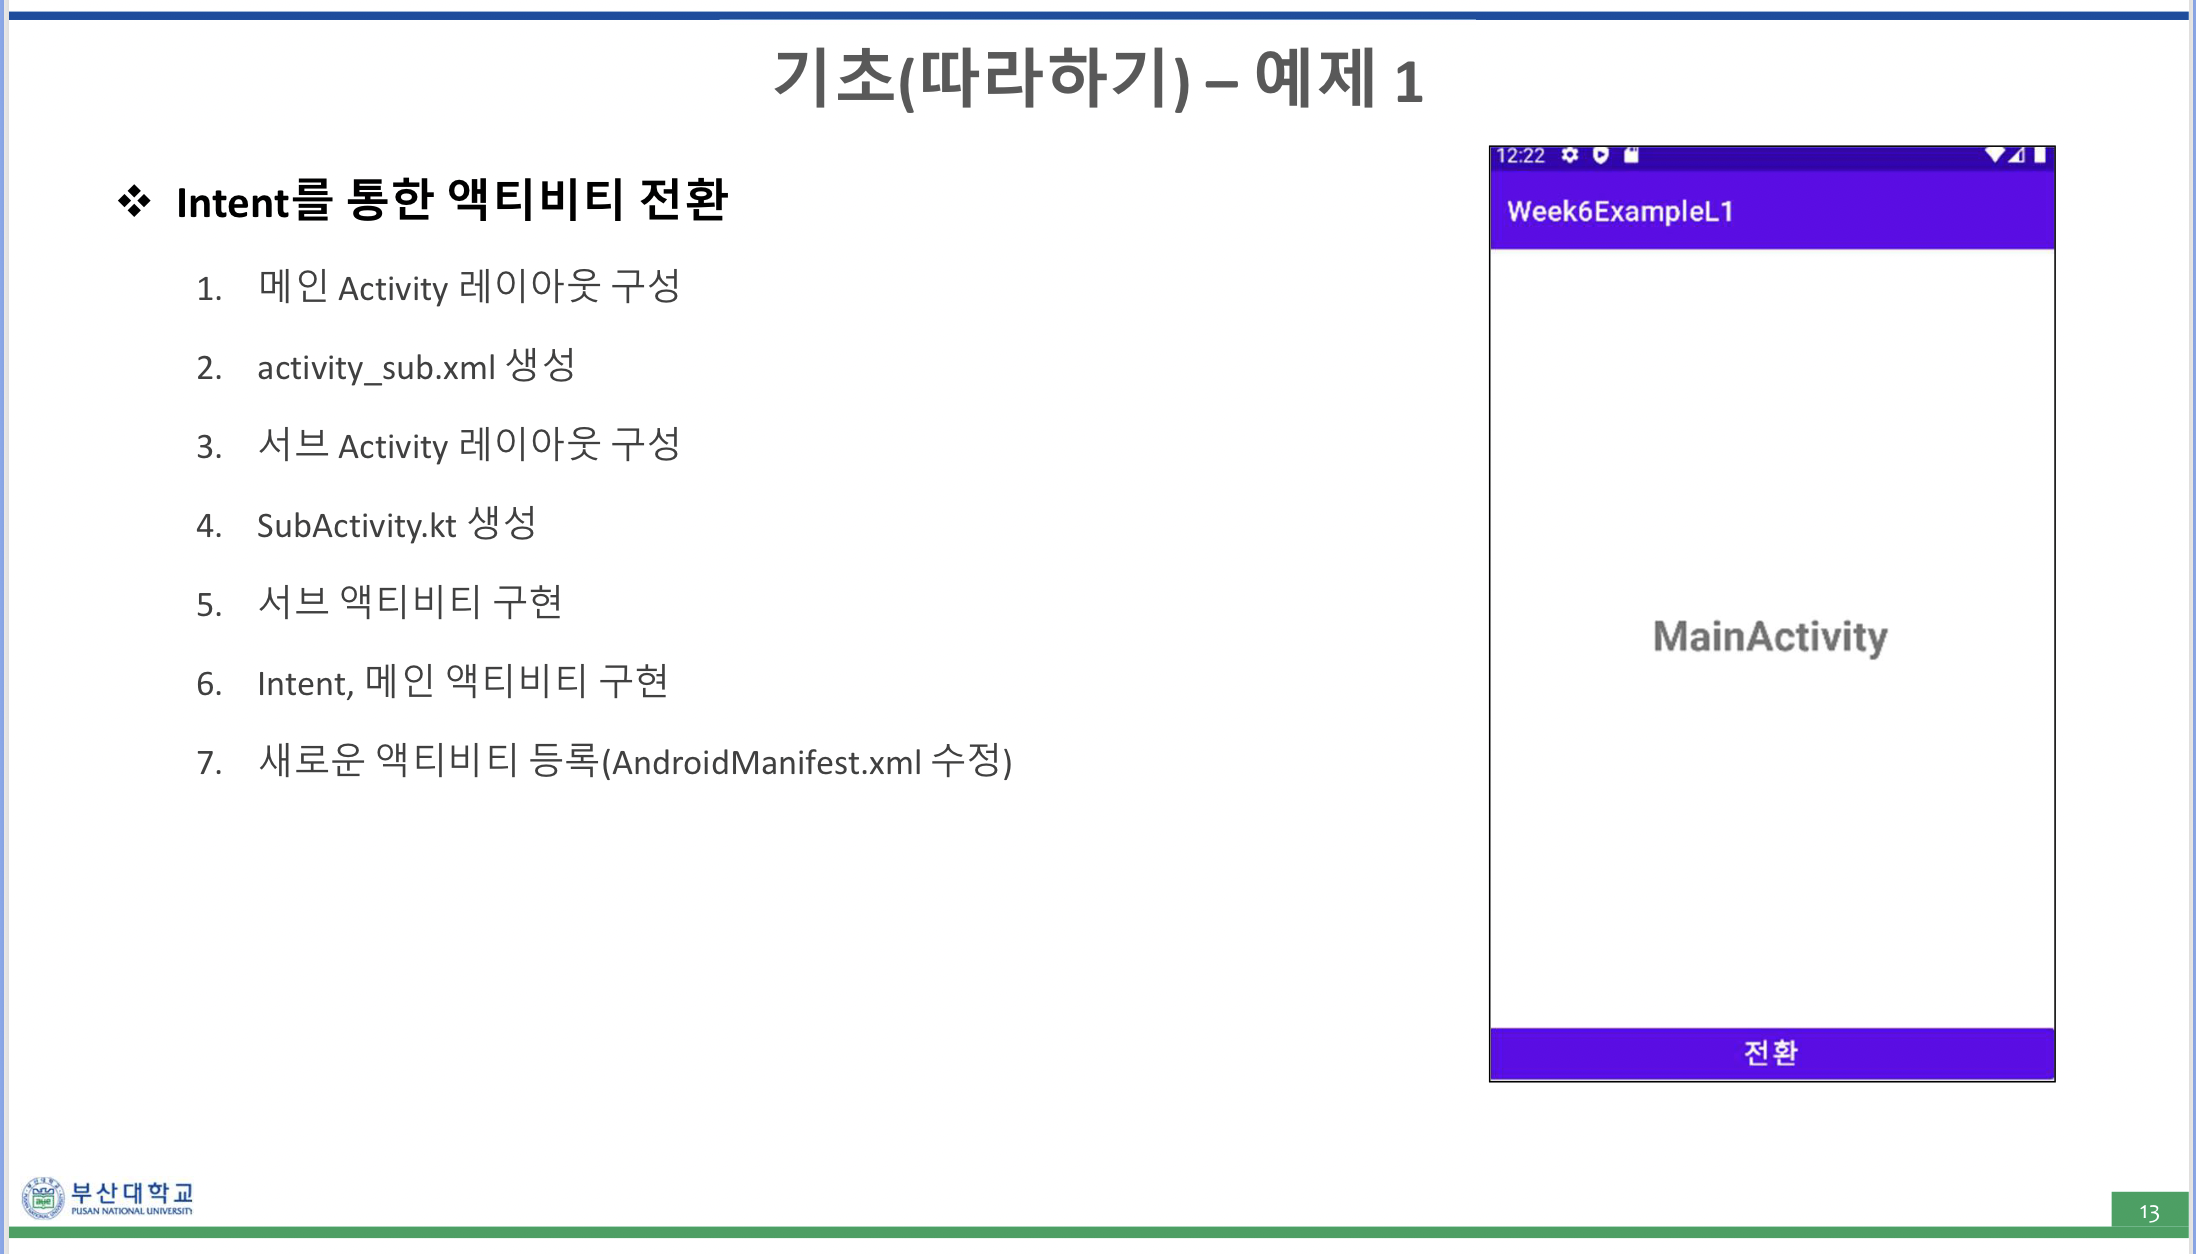 기초(따라하기) – 예제 1
❖ Intent를 통한 액티비티 전환
1. 메인 Activity 레이아웃 구성
2. activity_sub.xml 생성
3. 서브 Activity 레이아웃 구성
4. SubActivity.kt 생성
5. 서브 액티비티 구현
6. Intent, 메인 액티비티 구현
7. 새로운 액티비티 등록(AndroidManifest.xml 수정)
12:22
Week6ExampleL1
MainActivity
전환
부산대학교
PUSAN NATIONAL UNIVERSITY
13